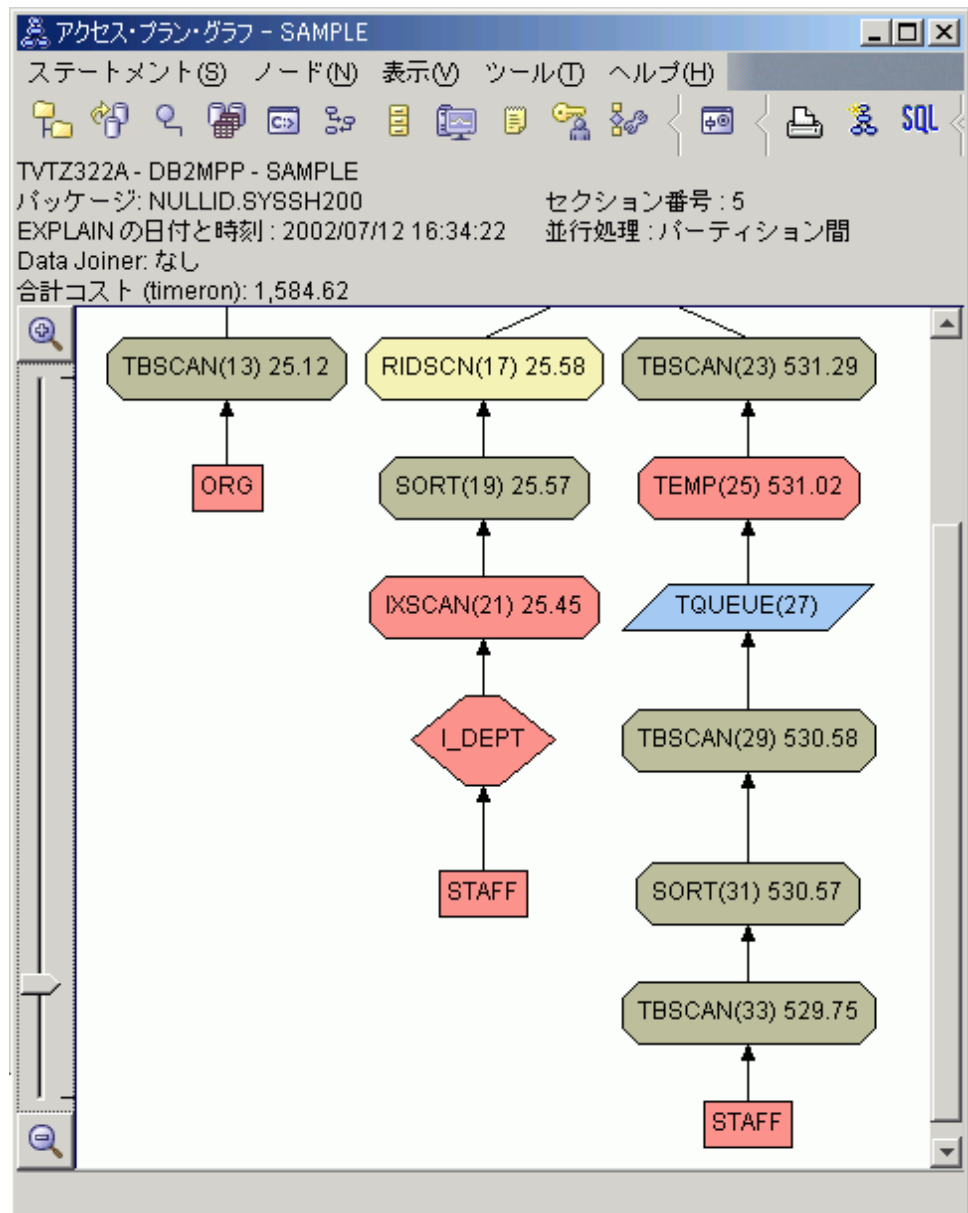 アクセス・プラン・グラフ - SAMPLE
ステートメント(S) ノード(N) 表示(V) ツール(T) ヘルプ(H)
C:> SQL
TVTZ322A - DB2MPP - SAMPLE
パッケージ: NULLID.SYSSH200 セクション番号 : 5
EXPLAIN の日付と時刻 : 2002/07/12 16:34:22 並行処理 : パーティション間
Data Joiner: なし
合計コスト (timeron): 1,584.62
TBSCAN(13) 25.12 RIDSCN(17) 25.58 TBSCAN(23) 531.29
ORG SORT(19) 25.57 TEMP(25) 531.02
IXSCAN(21) 25.45 TQUEUE(27)
I_DEPT TBSCAN(29) 530.58
STAFF SORT(31) 530.57
TBSCAN(33) 529.75
STAFF